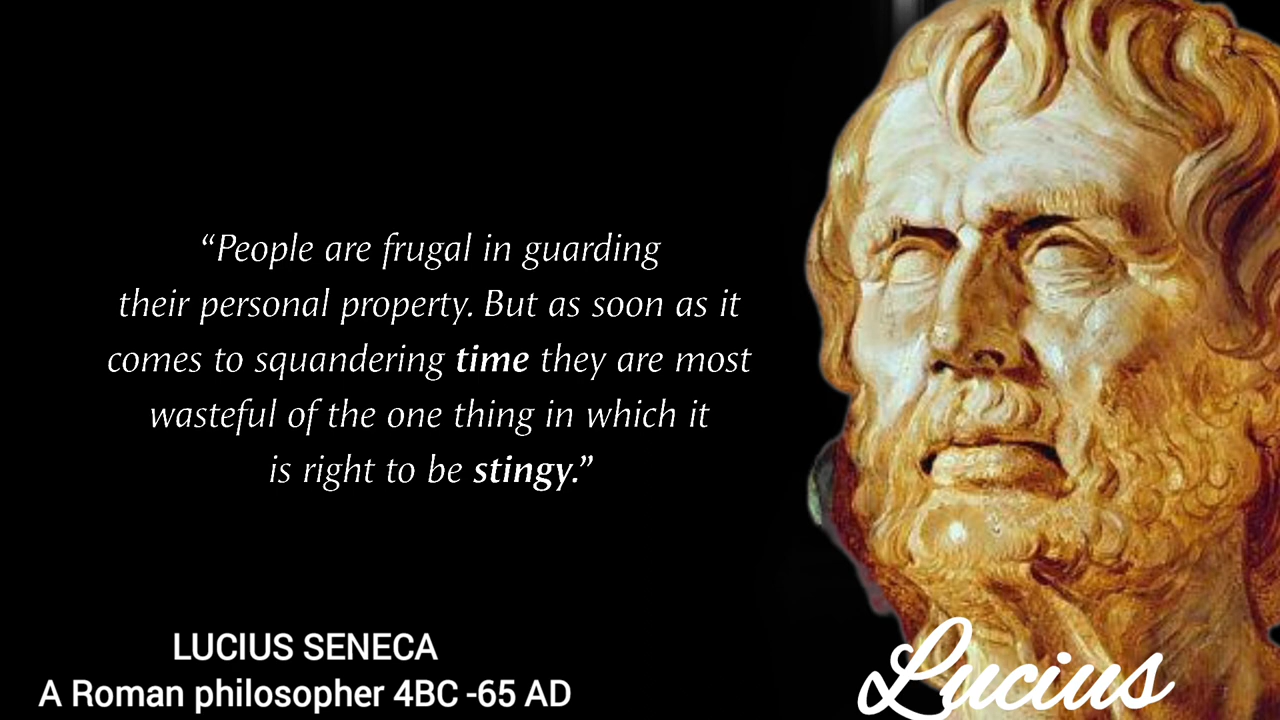 “People are frugal in guarding
their personal property. But as soon as it
comes to squandering time they are most
wasteful of the one thing in which it
is right to be stingy.”
LUCIUS SENECA
A Roman philosopher 4BC -65 AD
Lucius